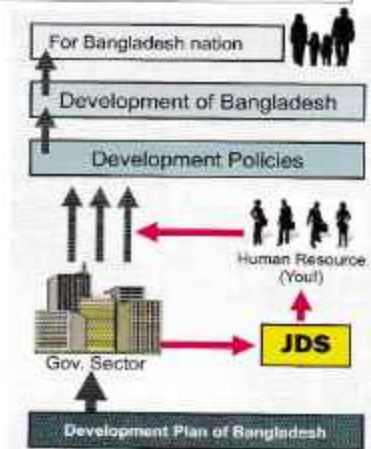 For Bangladesh nation
Development of Bangladesh
Development Policies
Human Resource
(You!)
JDS
Gov. Sector
Development Plan of Bangladesh